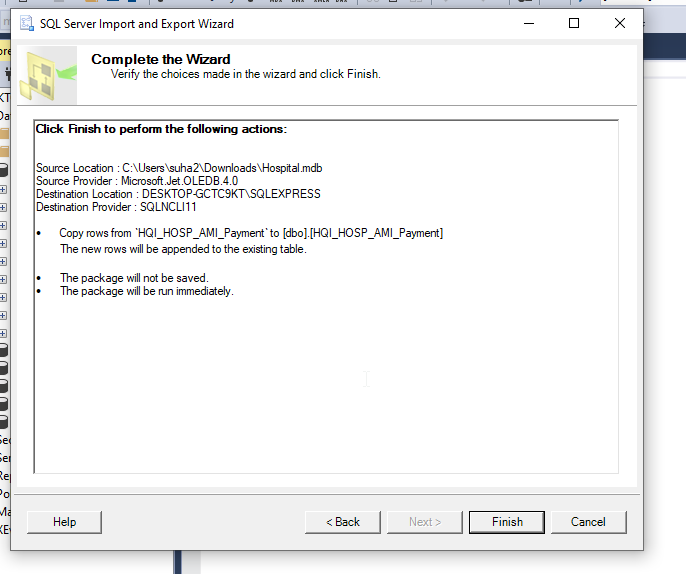 SQL Server Import and Export Wizard
Complete the Wizard
Verify the choices made in the wizard and click Finish.
Click Finish to perform the following actions:
Source Location : C:\Users\suha2\Downloads\Hospital.mdb
Source Provider : Microsoft.Jet.OLEDB.4.0
Destination Location : DESKTOP-GCTC9KT\SQLEXPRESS
Destination Provider : SQLNCLI11
• Copy rows from `HQI_HOSP_AMI_Payment` to [dbo].[HQI_HOSP_AMI_Payment]
The new rows will be appended to the existing table.
• The package will not be saved.
• The package will be run immediately.
Help
< Back
Next >
Finish
Cancel